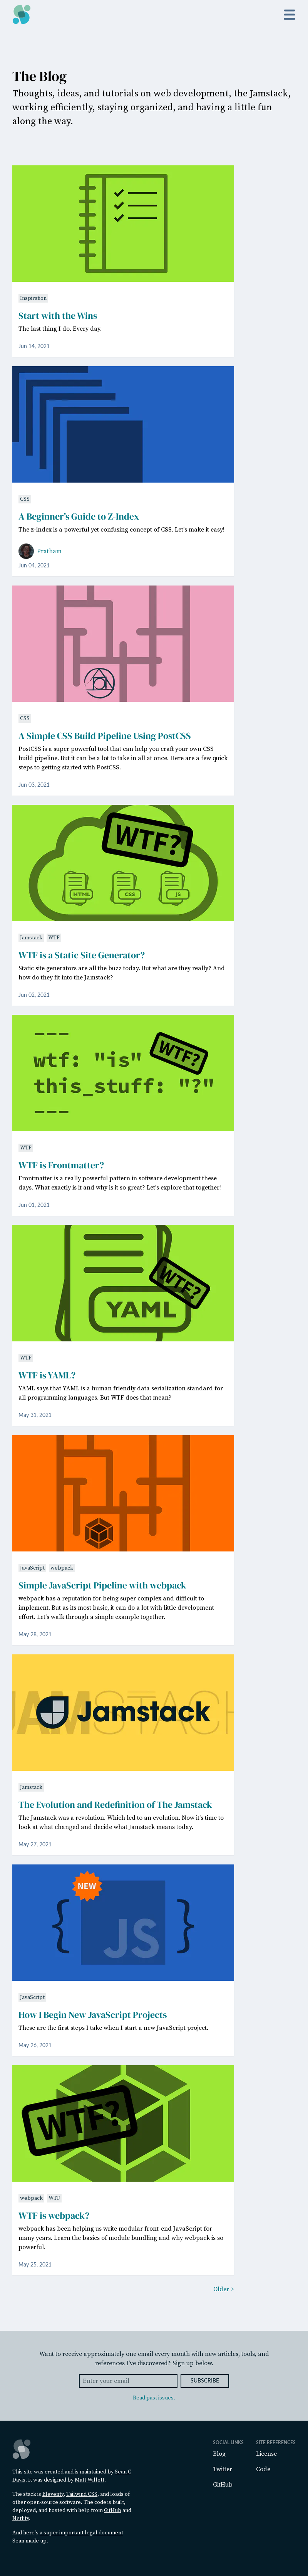 The Blog
Thoughts, ideas, and tutorials on web development, the Jamstack,
working efficiently, staying organized, and having a little fun
along the way.
Inspiration
Start with the Wins
The last thing I do. Every day.
Jun 14, 2021
CSS
A Beginner's Guide to Z-Index
The z-index is a powerful yet confusing concept of CSS. Let's make it easy!
Pratham
Jun 04, 2021
CSS
A Simple CSS Build Pipeline Using PostCSS
PostCSS is a super powerful tool that can help you craft your own CSS
build pipeline. But it can be a lot to take in all at once. Here are a few quick
steps to getting started with PostCSS.
Jun 03, 2021
WTF?
HTML CSS JS
Jamstack WTF
WTF is a Static Site Generator?
Static site generators are all the buzz today. But what are they really? And
how do they fit into the Jamstack?
Jun 02, 2021
---
wtf: "is"
this_stuff: "?"
---
WTF?
WTF
WTF is Frontmatter?
Frontmatter is a really powerful pattern in software development these
days. What exactly is it and why is it so great? Let's explore that together!
Jun 01, 2021
WTF?
YAML
WTF
WTF is YAML?
YAML says that YAML is a human friendly data serialization standard for
all programming languages. But WTF does that mean?
May 31, 2021
JavaScript webpack
Simple JavaScript Pipeline with webpack
webpack has a reputation for being super complex and difficult to
implement. But as its most basic, it can do a lot with little development
effort. Let's walk through a simple example together.
May 28, 2021
JAMSTACK
Jamstack
Jamstack
The Evolution and Redefinition of The Jamstack
The Jamstack was a revolution. Which led to an evolution. Now it's time to
look at what changed and decide what Jamstack means today.
May 27, 2021
NEW
{ JS }
JavaScript
How I Begin New JavaScript Projects
These are the first steps I take when I start a new JavaScript project.
May 26, 2021
WTF?
webpack WTF
WTF is webpack?
webpack has been helping us write modular front-end JavaScript for
many years. Learn the basics of module bundling and why webpack is so
powerful.
May 25, 2021
Older >
Want to receive approximately one email every month with new articles, tools, and
references I've discovered? Sign up below.
Enter your email SUBSCRIBE
Read past issues.
This site was created and is maintained by Sean C
Davis. It was designed by Matt Willett.
The stack is Eleventy, Tailwind CSS, and loads of
other open-source software. The code is built,
deployed, and hosted with help from GitHub and
Netlify.
And here's a super important legal document
Sean made up.
SOCIAL LINKS
Blog
Twitter
GitHub
SITE REFERENCES
License
Code